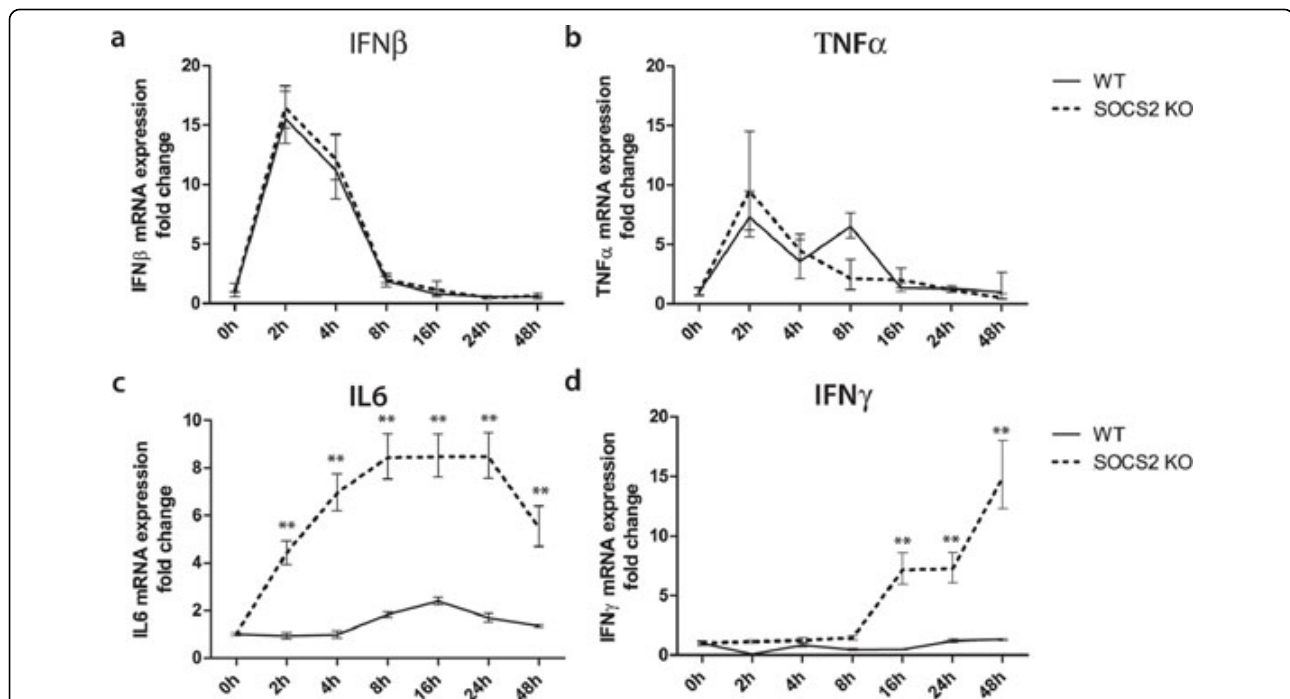 a
IFNβ
20
15
10
5
0
IFNβ mRNA expression
fold change
0h
2h
4h
8h
16h
24h
48h
b
TNFα
20
15
10
5
0
TNFα mRNA expression
fold change
0h
2h
4h
8h
16h
24h
48h
WT
SOCS2 KO
c
IL6
10
8
6
4
2
0
IL6 mRNA expression
fold change
**
**
**
**
**
**
0h
2h
4h
8h
16h
24h
48h
d
IFNγ
20
15
10
5
0
IFNγ mRNA expression
fold change
**
**
**
0h
2h
4h
8h
16h
24h
48h
WT
SOCS2 KO